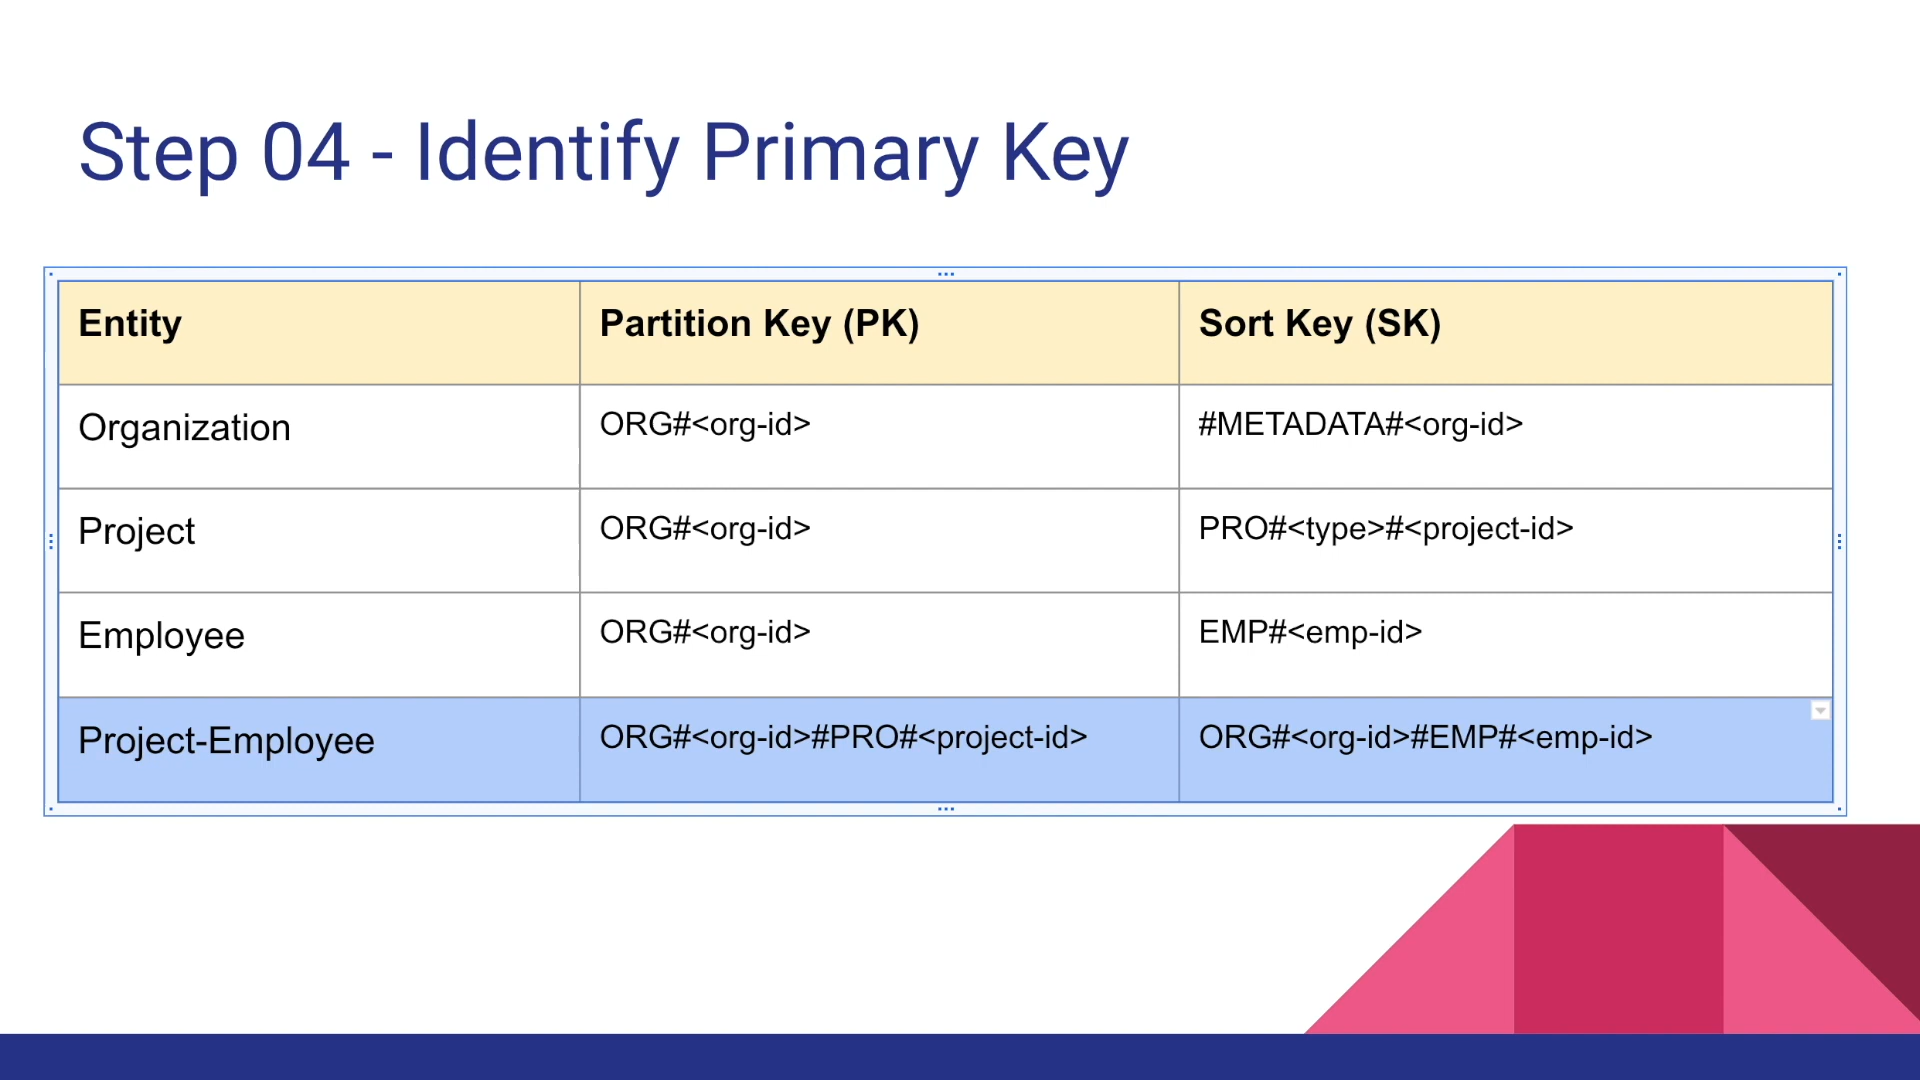 Step 04 - Identify Primary Key
Entity Partition Key (PK) Sort Key (SK)
Organization ORG#<org-id> #METADATA#<org-id>
Project ORG#<org-id> PRO#<type>#<project-id>
Employee ORG#<org-id> EMP#<emp-id>
Project-Employee ORG#<org-id>#PRO#<project-id> ORG#<org-id>#EMP#<emp-id>